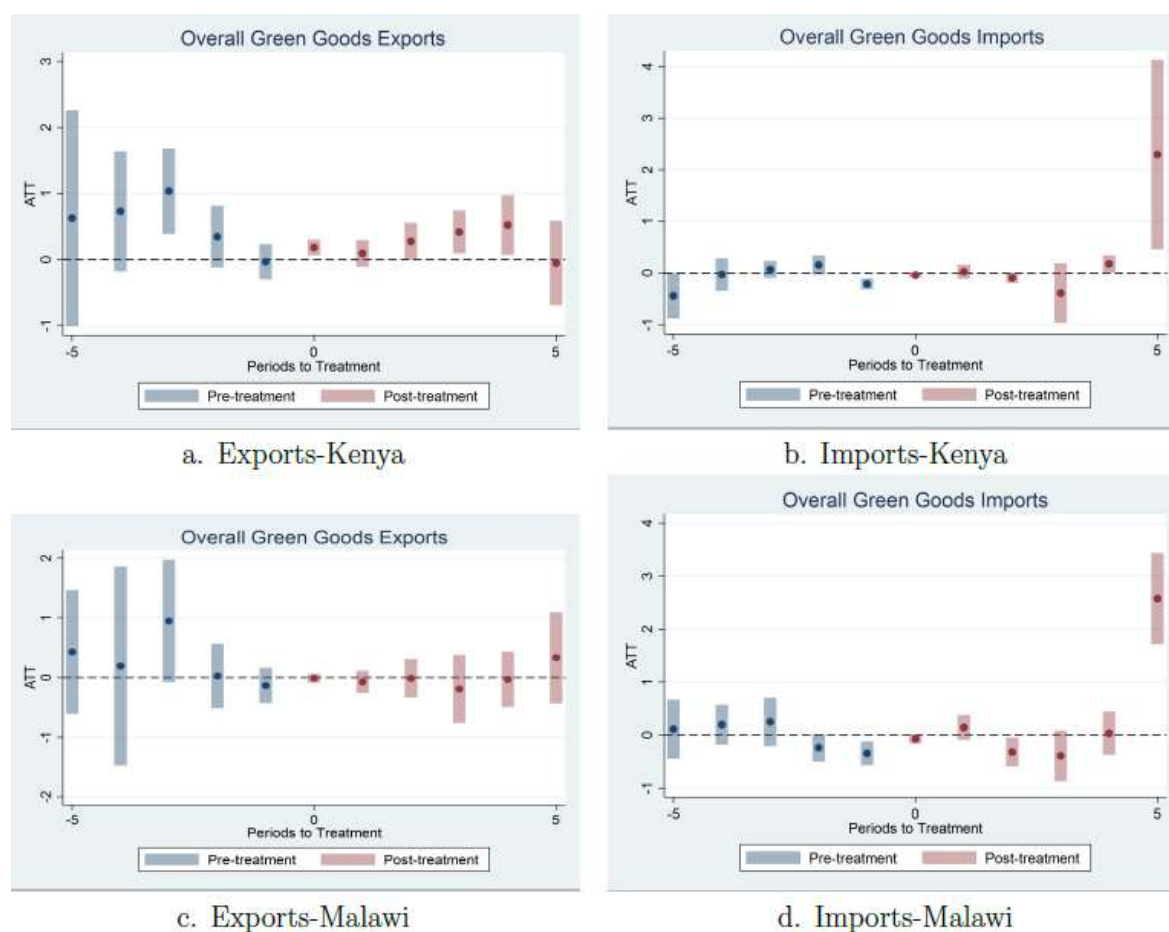 Overall Green Goods Exports
3
2
1
0
-1
ATT
-5
0
5
Periods to Treatment
Pre-treatment
Post-treatment
a. Exports-Kenya
Overall Green Goods Imports
4
3
2
1
0
-1
ATT
-5
0
5
Periods to Treatment
Pre-treatment
Post-treatment
b. Imports-Kenya
Overall Green Goods Exports
2
1
0
-1
-2
ATT
-5
0
5
Periods to Treatment
Pre-treatment
Post-treatment
c. Exports-Malawi
Overall Green Goods Imports
4
3
2
1
0
-1
ATT
-5
0
5
Periods to Treatment
Pre-treatment
Post-treatment
d. Imports-Malawi